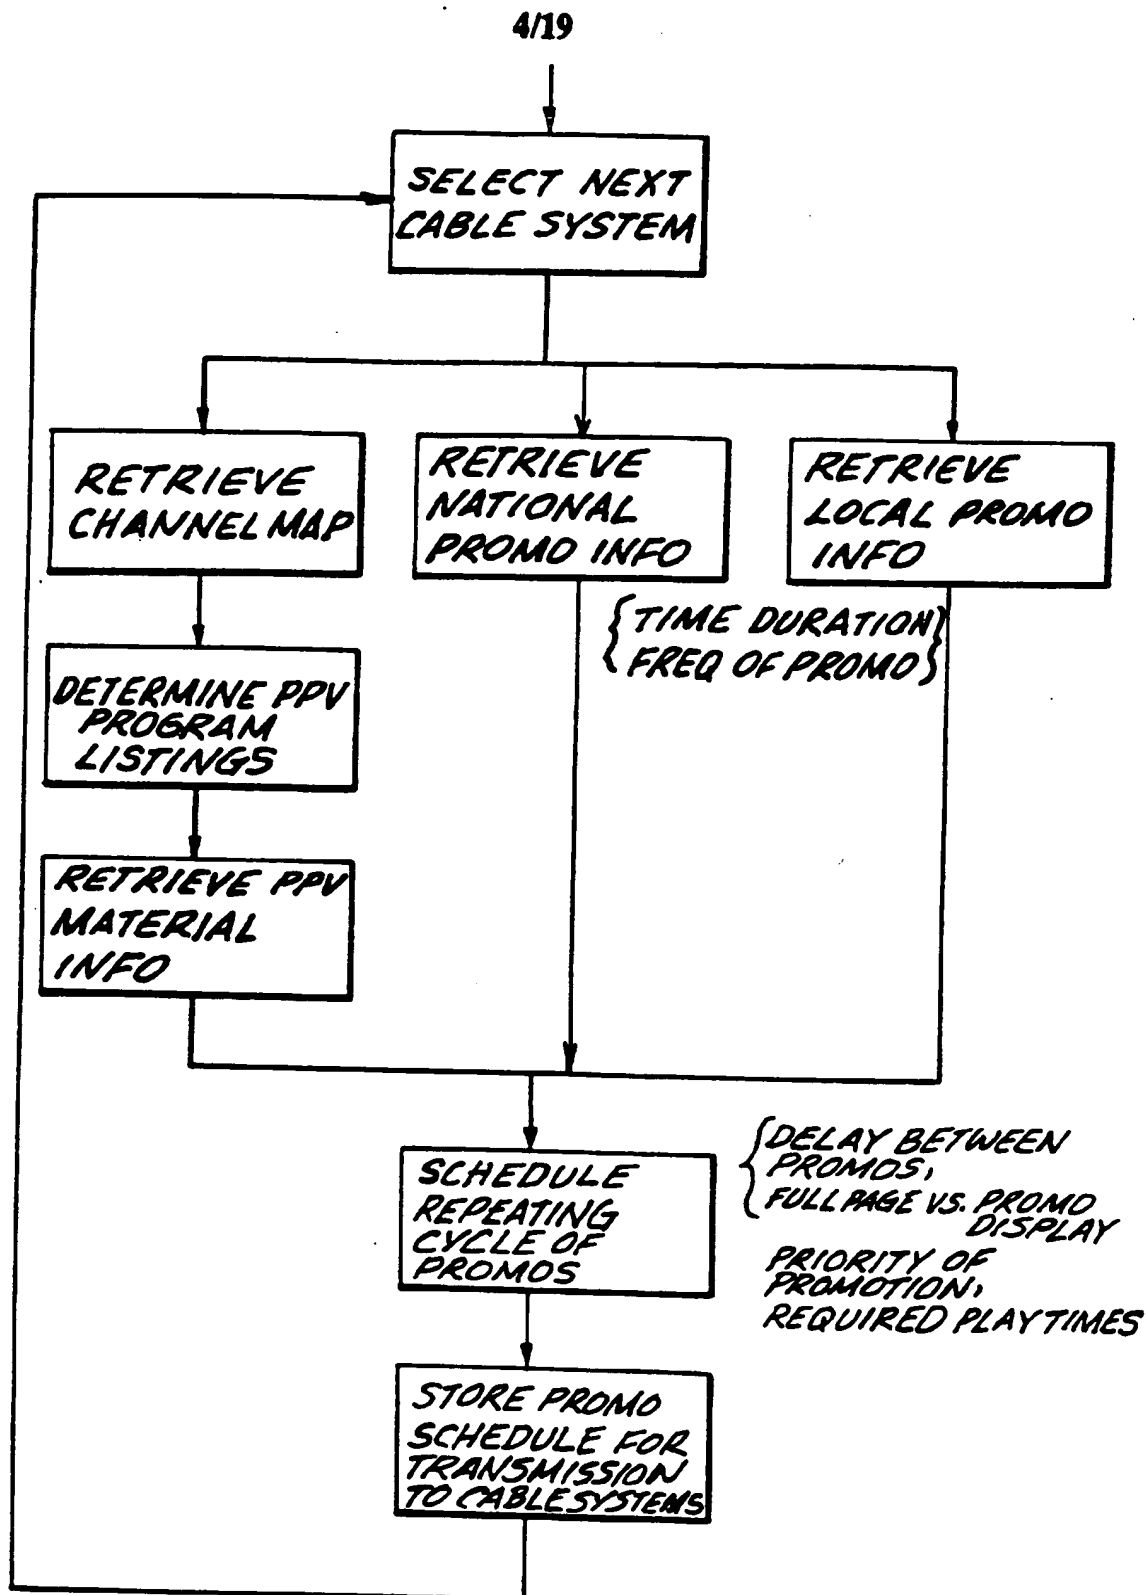 4/19
SELECT NEXT
CABLE SYSTEM
RETRIEVE
CHANNEL MAP
RETRIEVE
NATIONAL
PROMO INFO
RETRIEVE
LOCAL PROMO
INFO
{TIME DURATION}
{FREQ OF PROMO}
DETERMINE PPV
PROGRAM
LISTINGS
RETRIEVE PPV
MATERIAL
INFO
SCHEDULE
REPEATING
CYCLE OF
PROMOS
{DELAY BETWEEN
PROMOS,
FULL PAGE VS. PROMO
DISPLAY
PRIORITY OF
PROMOTION,
REQUIRED PLAY TIMES
STORE PROMO
SCHEDULE FOR
TRANSMISSION
TO CABLE SYSTEMS